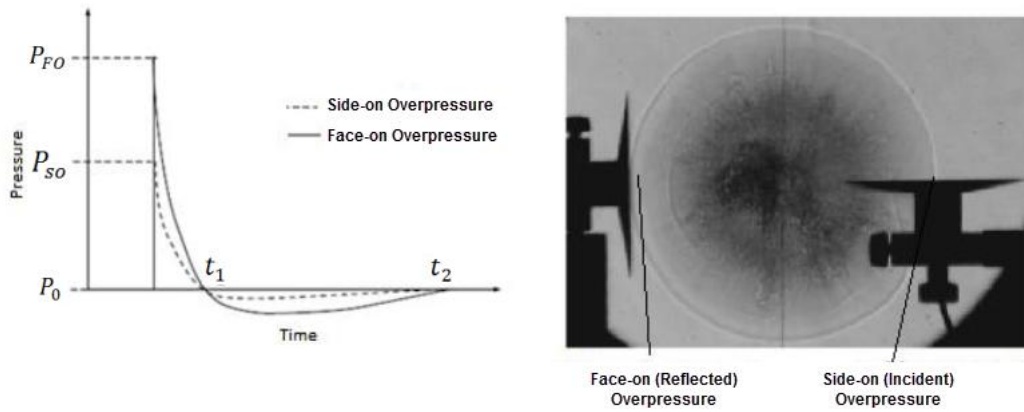 P_FO
Side-on Overpressure
Face-on Overpressure
P_SO
Pressure
t_1
t_2
P_0
Time
Face-on (Reflected)
Overpressure
Side-on (Incident)
Overpressure